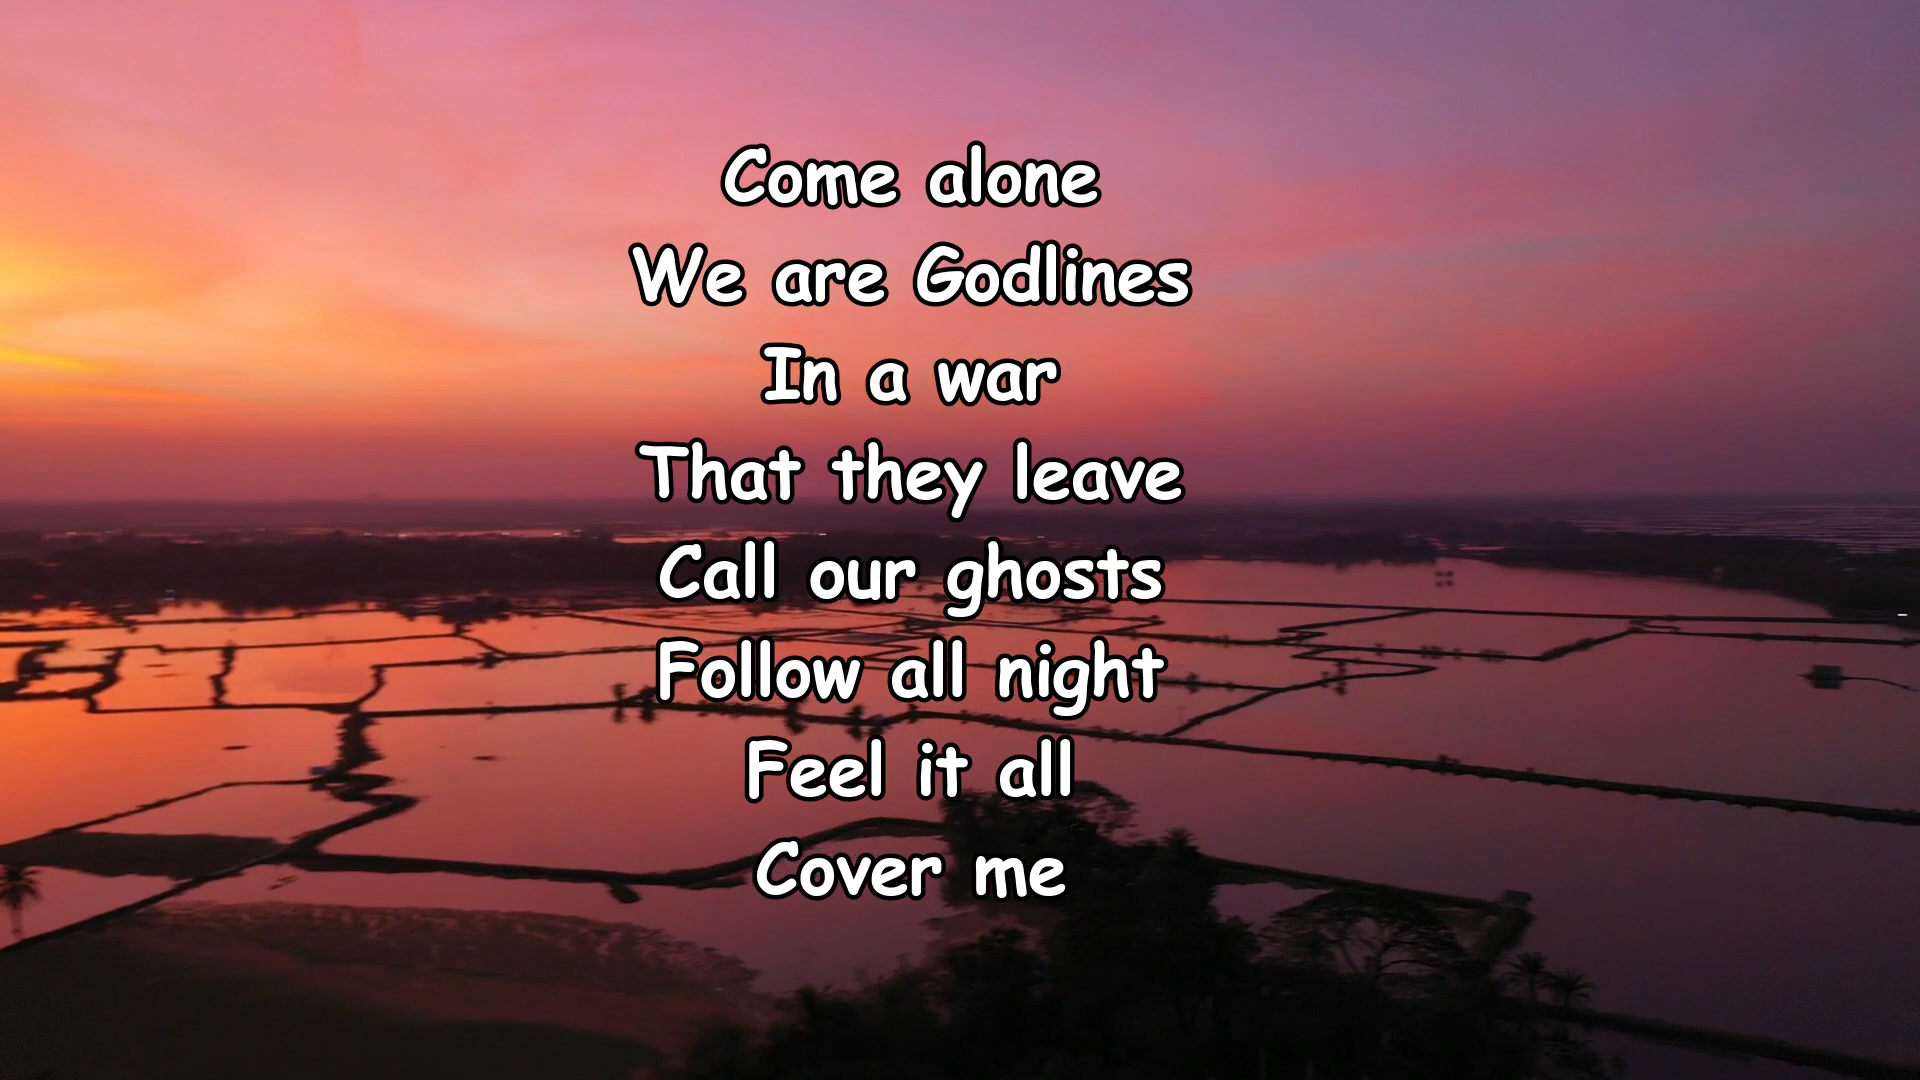 Come alone
We are Godlines
In a war
That they leave
Call our ghosts
Follow all night
Feel it all
Cover me